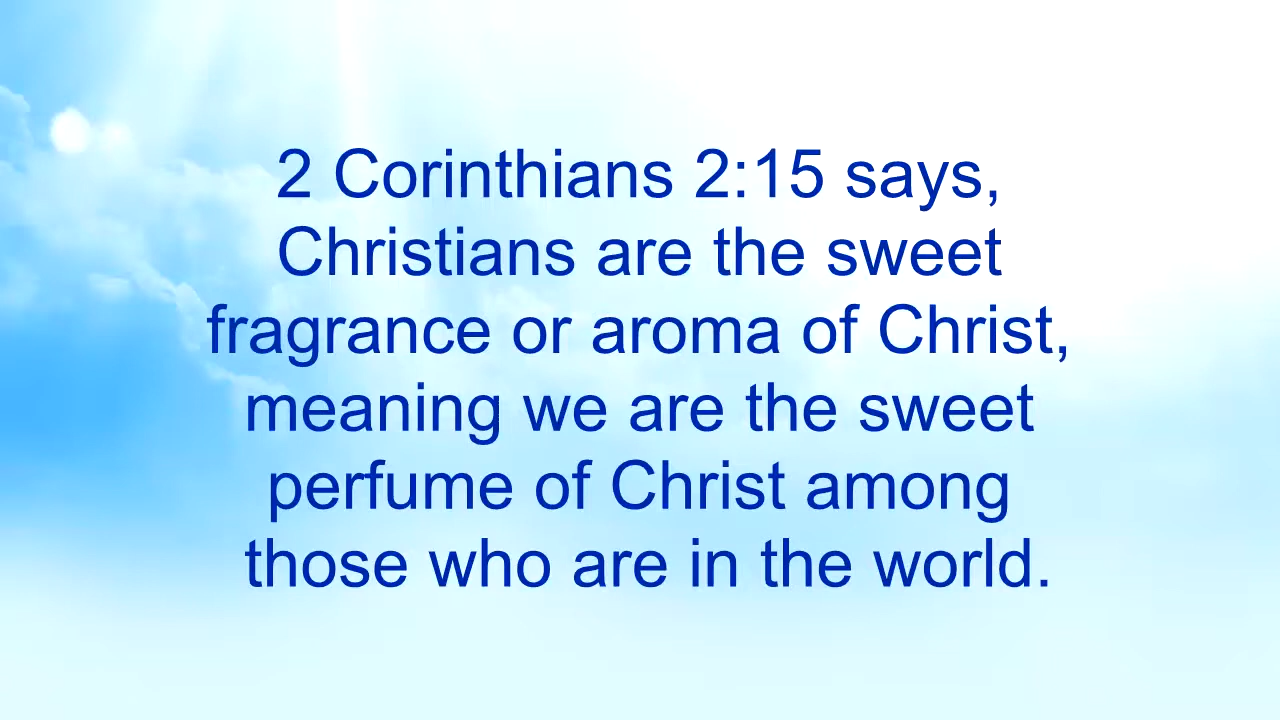 2 Corinthians 2:15 says,
Christians are the sweet
fragrance or aroma of Christ,
meaning we are the sweet
perfume of Christ among
those who are in the world.